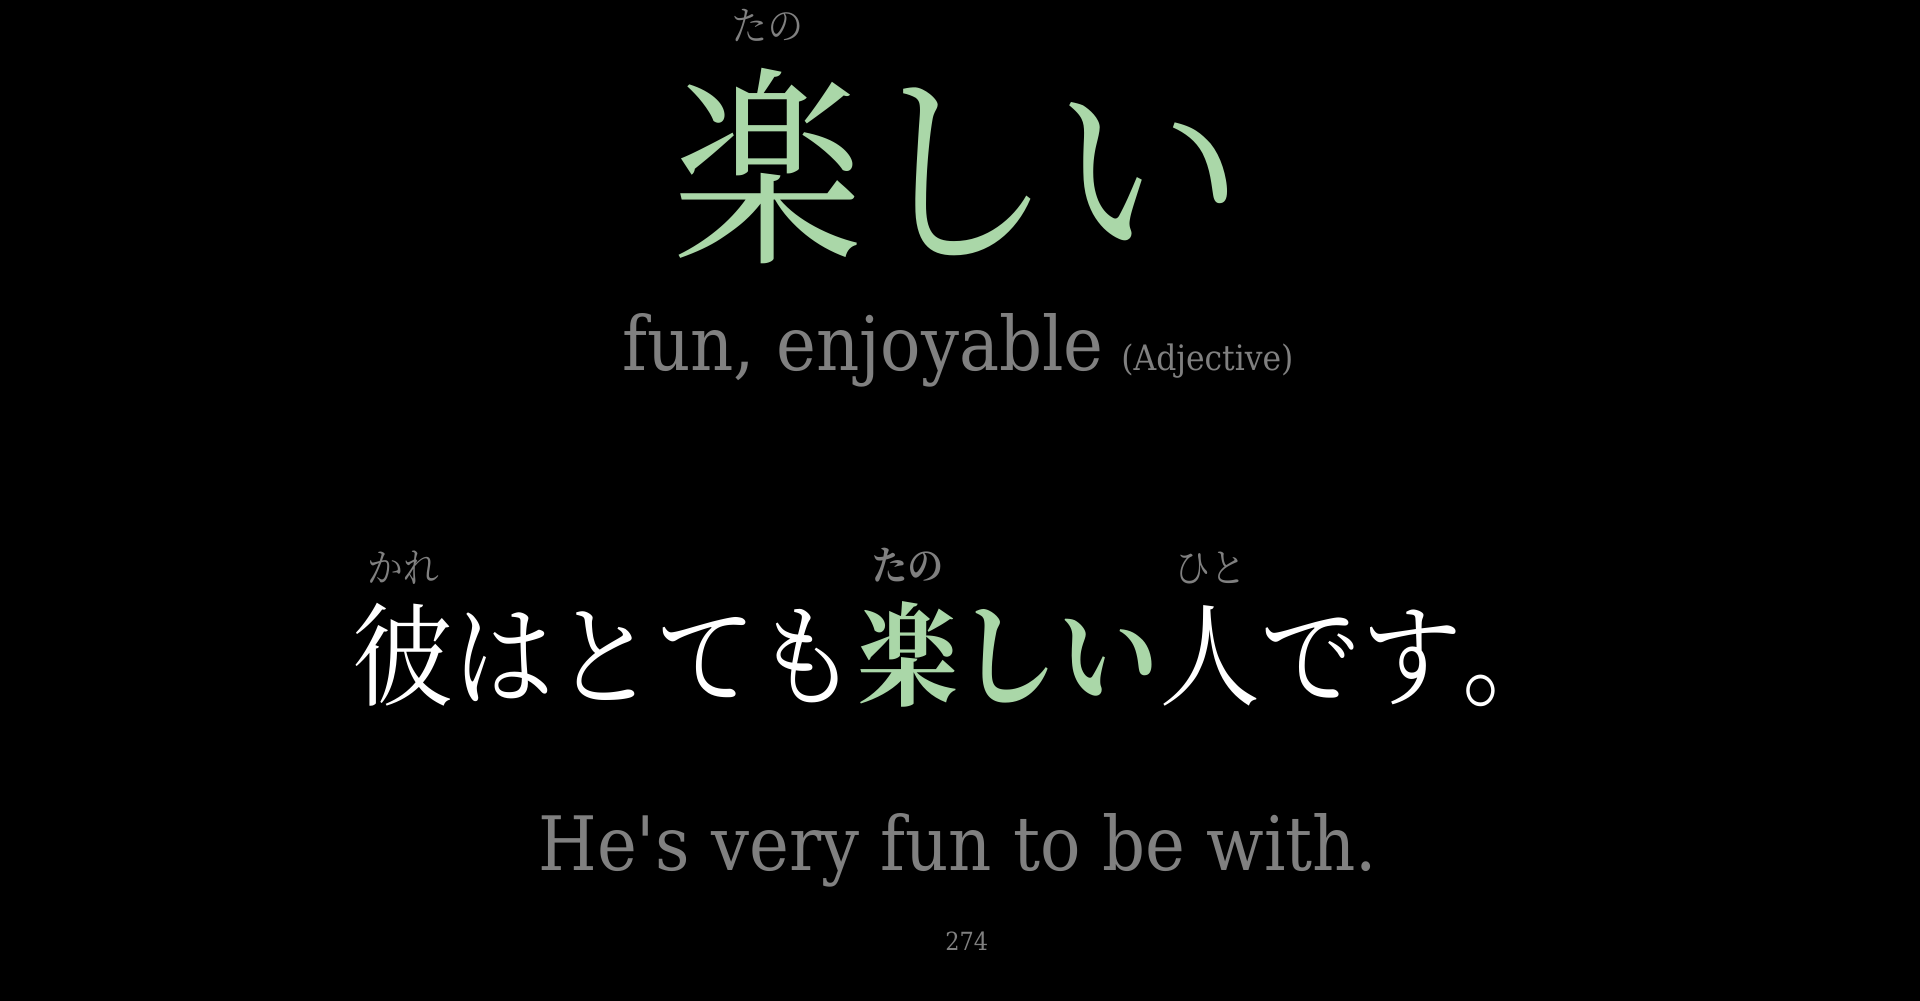 たの
楽しい
fun, enjoyable (Adjective)
かれ たの ひと
彼はとても楽しい人です。
He's very fun to be with.
274